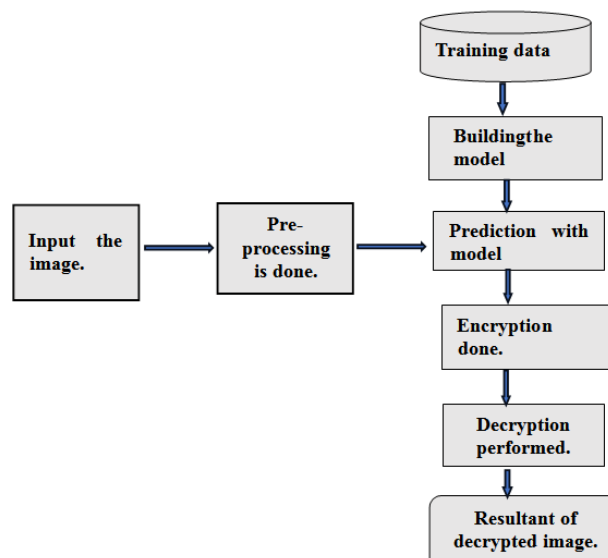 Training data
Buildingthe
model
Input the
image.
Pre-
processing
is done.
Prediction with
model
Encryption
done.
Decryption
performed.
Resultant of
decrypted image.